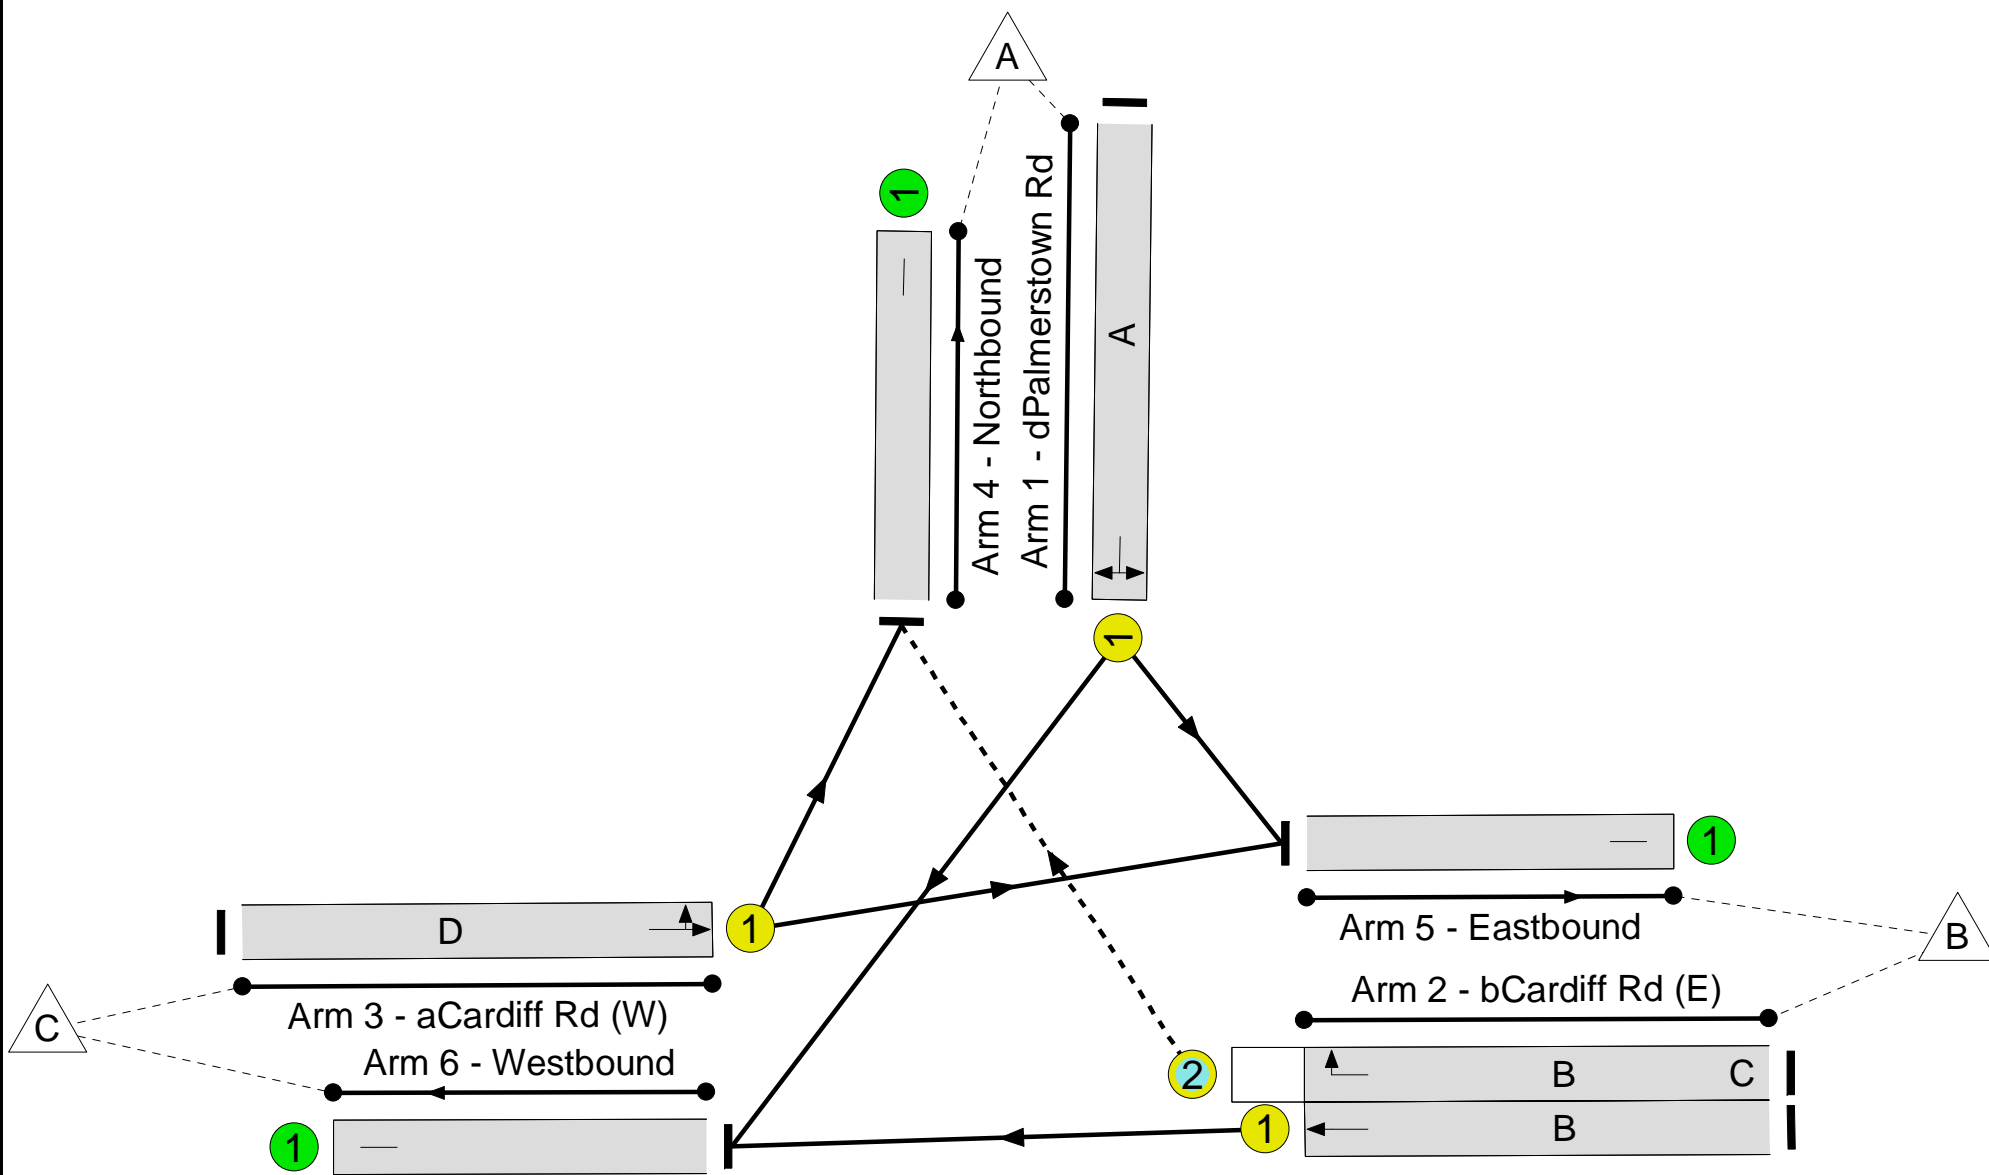 A
1
Arm 4 - Northbound
Arm 1 - dPalmerstown Rd
A
1
1
Arm 5 - Eastbound
B
D
1
Arm 3 - aCardiff Rd (W)
C
Arm 6 - Westbound
1
Arm 2 - bCardiff Rd (E)
2
B C
1
B